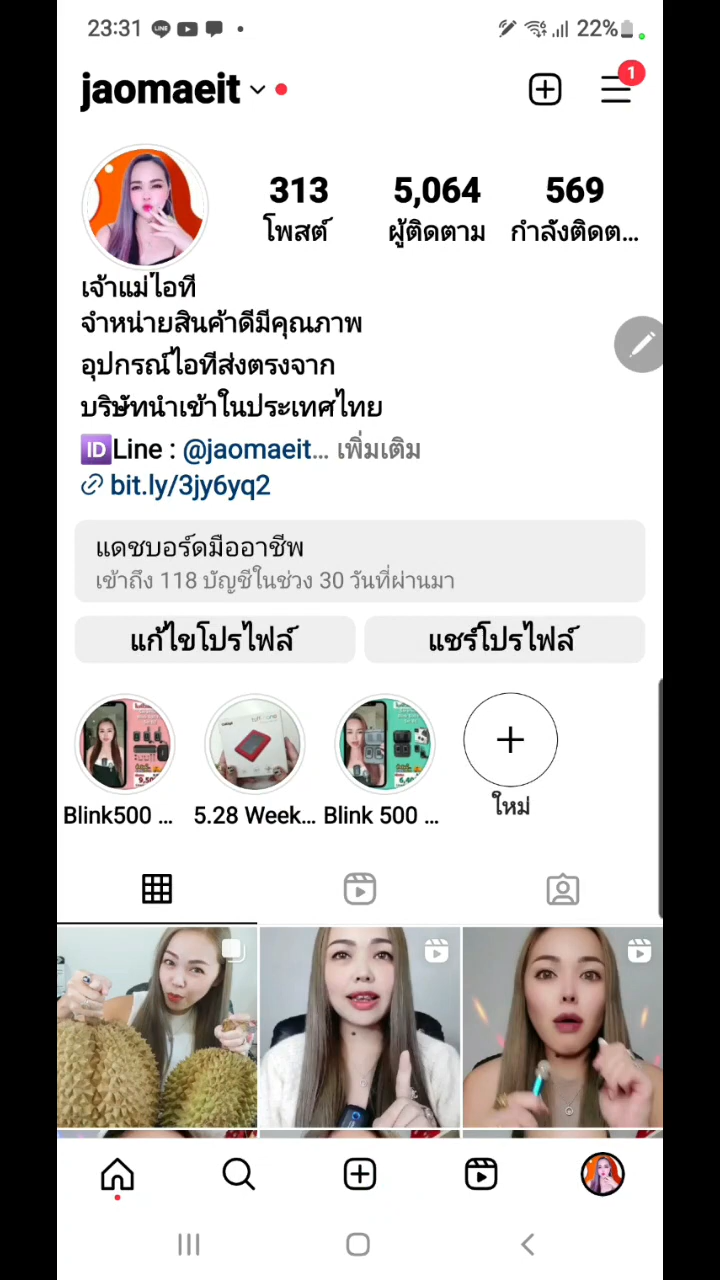 23:31 22%
jaomaeit
1
313 5,064 569
โพสต์ ผู้ติดตาม กำลังติดต...
เจ้าแม่ไอที
จำหน่ายสินค้าดีมีคุณภาพ
อุปกรณ์ไอทีส่งตรงจาก
บริษัทนำเข้าในประเทศไทย
🆔Line : @jaomaeit... เพิ่มเติม
bit.ly/3jy6yq2
แดชบอร์ดมืออาชีพ
เข้าถึง 118 บัญชีในช่วง 30 วันที่ผ่านมา
แก้ไขโปรไฟล์ แชร์โปรไฟล์
Blink500 ... 5.28 Week... Blink 500 ... ใหม่